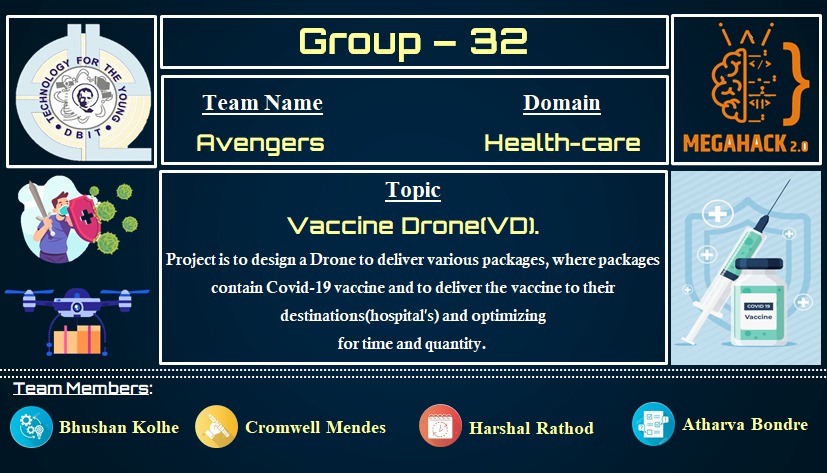 Group – 32
TECHNOLOGY FOR THE YOUNG
• DBIT •
Team Name
Domain
Avengers
Health-care
MEGAHACK 2.0
Topic
Vaccine Drone(VD).
Project is to design a Drone to deliver various packages, where packages
contain Covid-19 vaccine and to deliver the vaccine to their
destinations(hospital's) and optimizing
for time and quantity.
COVID 19
Vaccine
Team Members:
Bhushan Kolhe
Cromwell Mendes
Harshal Rathod
Atharva Bondre